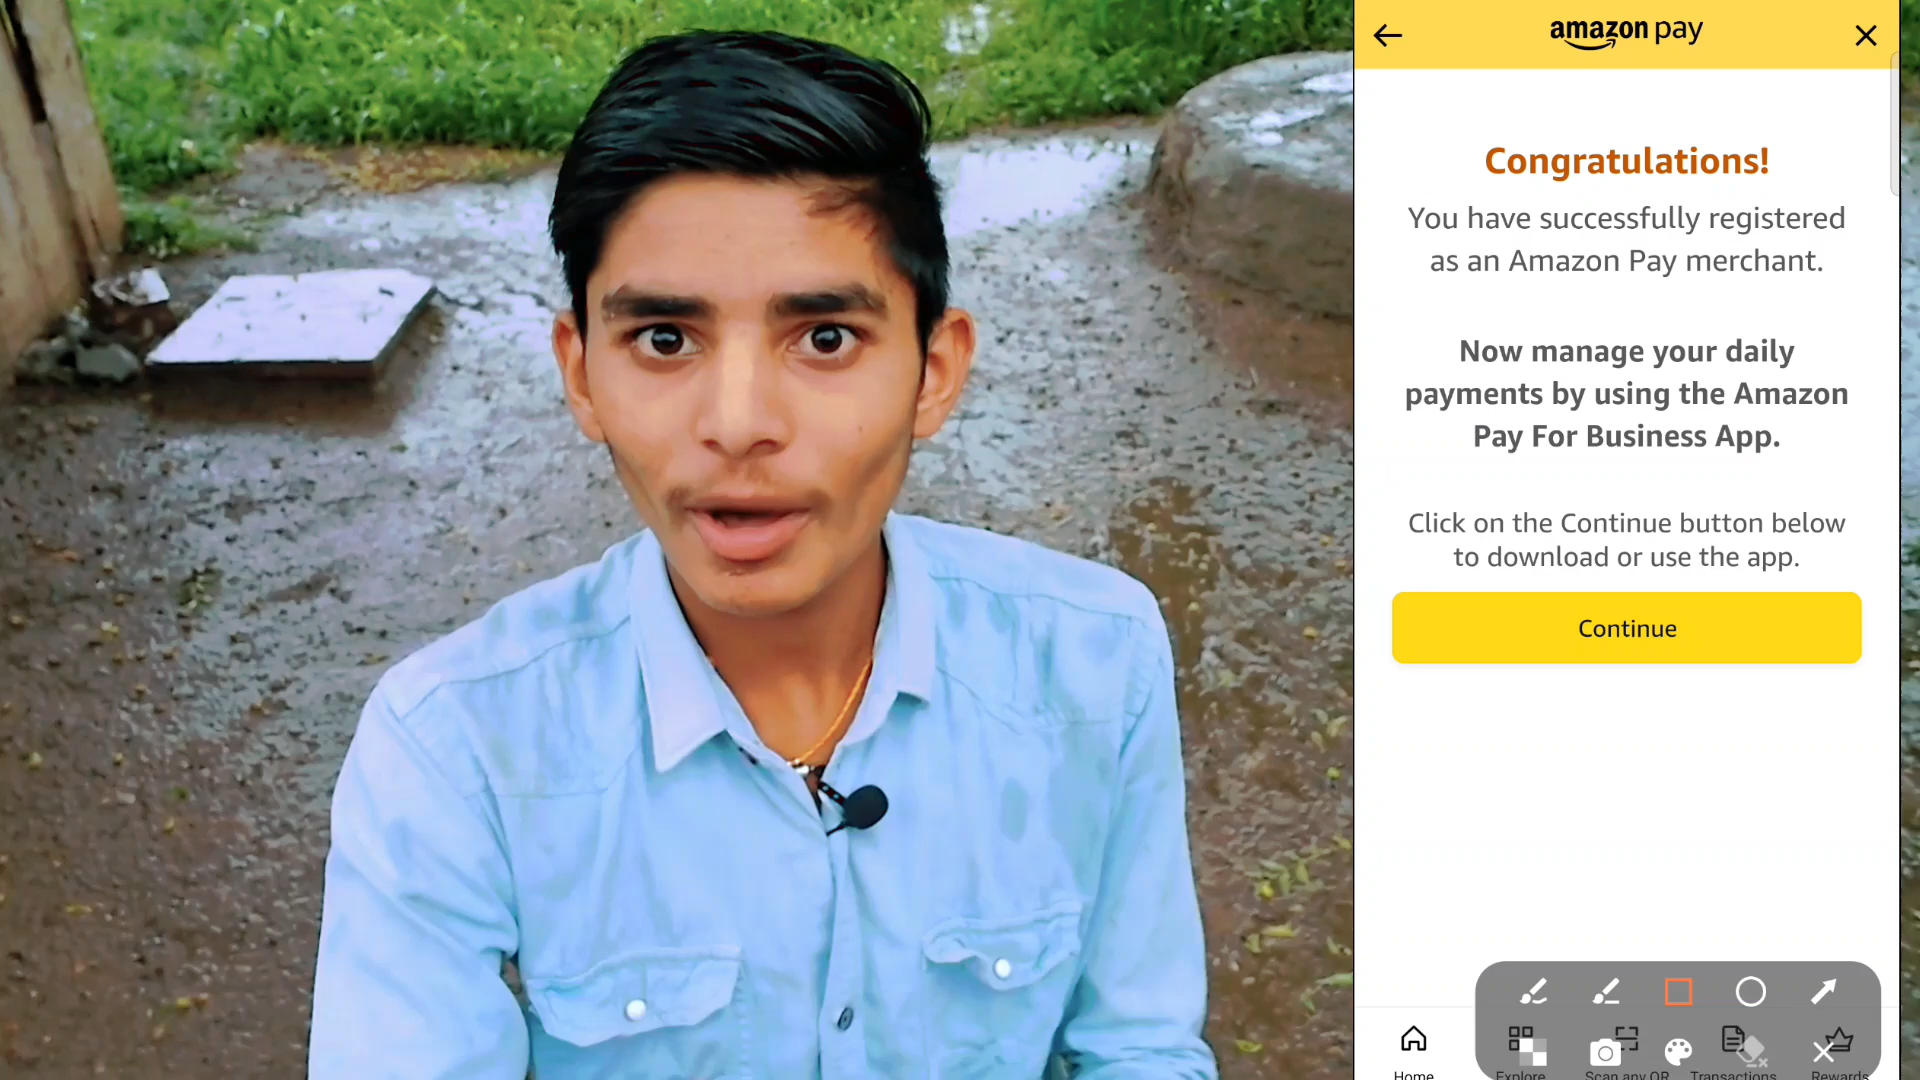 amazon pay
Congratulations!
You have successfully registered
as an Amazon Pay merchant.
Now manage your daily
payments by using the Amazon
Pay For Business App.
Click on the Continue button below
to download or use the app.
Continue
Home
Explore
Scan any QR
Transactions
Rewards